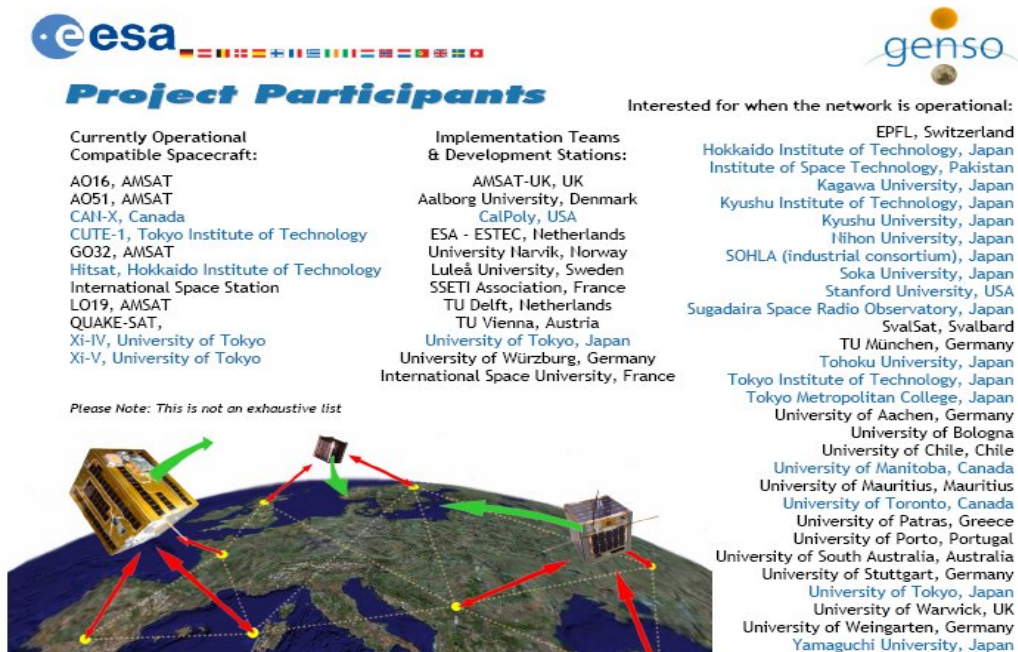 esa
genso
Project Participants
Currently Operational
Compatible Spacecraft:
AO16, AMSAT
AO51, AMSAT
CAN-X, Canada
CUTE-1, Tokyo Institute of Technology
GO32, AMSAT
Hitsat, Hokkaido Institute of Technology
International Space Station
LO19, AMSAT
QUAKE-SAT,
Xi-IV, University of Tokyo
Xi-V, University of Tokyo
Please Note: This is not an exhaustive list
Implementation Teams
& Development Stations:
AMSAT-UK, UK
Aalborg University, Denmark
CalPoly, USA
ESA - ESTEC, Netherlands
University Narvik, Norway
Luleå University, Sweden
SSETI Association, France
TU Delft, Netherlands
TU Vienna, Austria
University of Tokyo, Japan
University of Würzburg, Germany
International Space University, France
Interested for when the network is operational:
EPFL, Switzerland
Hokkaido Institute of Technology, Japan
Institute of Space Technology, Pakistan
Kagawa University, Japan
Kyushu Institute of Technology, Japan
Kyushu University, Japan
Nihon University, Japan
SOHLA (industrial consortium), Japan
Soka University, Japan
Stanford University, USA
Sugadaira Space Radio Observatory, Japan
SvalSat, Svalbard
TU München, Germany
Tohoku University, Japan
Tokyo Institute of Technology, Japan
Tokyo Metropolitan College, Japan
University of Aachen, Germany
University of Bologna
University of Chile, Chile
University of Manitoba, Canada
University of Mauritius, Mauritius
University of Toronto, Canada
University of Patras, Greece
University of Porto, Portugal
University of South Australia, Australia
University of Stuttgart, Germany
University of Tokyo, Japan
University of Warwick, UK
University of Weingarten, Germany
Yamaguchi University, Japan